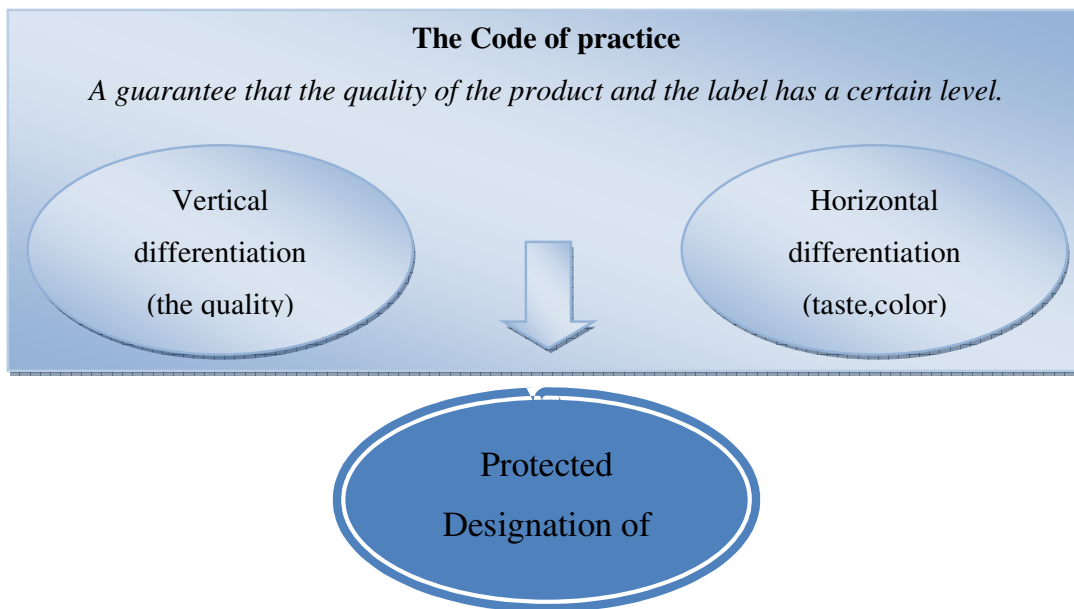 The Code of practice
A guarantee that the quality of the product and the label has a certain level.
Vertical
differentiation
(the quality)
Horizontal
differentiation
(taste,color)
Protected
Designation of